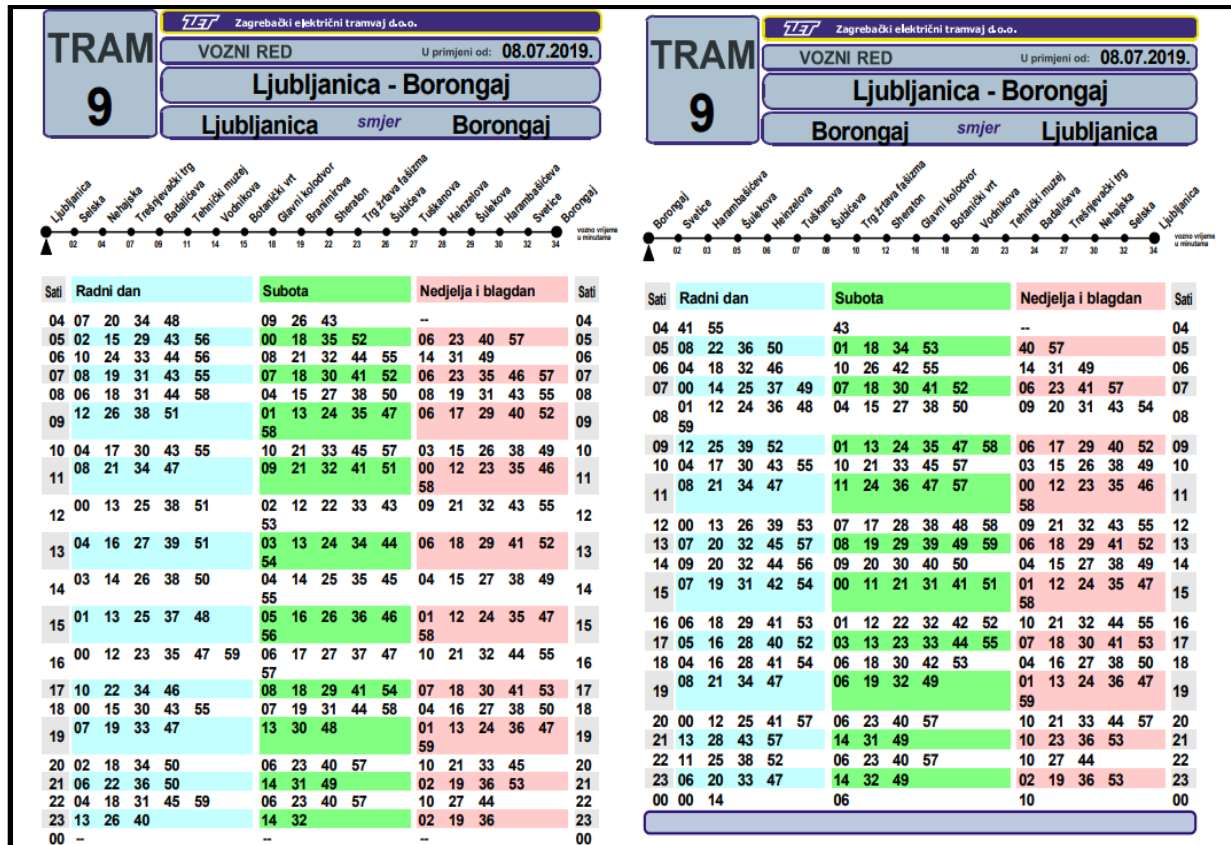 TRAM
9
ZET Zagrebački električni tramvaj d.o.o.
VOZNI RED U primjeni od: 08.07.2019.
Ljubljanica - Borongaj
Ljubljanica smjer Borongaj
Ljubljanica
Selska
Nehajska
Trešnjevački trg
Badalićeva
Tehnički muzej
Vodnikova
Botanički vrt
Glavni kolodvor
Branimirova
Sheraton
Trg žrtava fašizma
Šubićeva
Tuškanova
Heinzelova
Šulekova
Harambašićeva
Svetice
Borongaj
02 04 07 09 11 14 15 18 19 26 28 32 34
vozno vrijeme
u minutama
Sati Radni dan Subota Nedjelja i blagdan Sati
04 07 20 34 48 09 26 43 -- 04
05 02 15 29 43 56 00 18 35 52 06 23 40 57 05
06 10 24 33 44 56 08 21 32 44 55 14 31 49 06
07 08 19 31 43 55 07 18 30 41 52 06 23 35 46 57 07
08 06 18 31 44 58 04 15 27 38 50 08 19 31 43 55 08
09 12 26 38 51 01 13 24 35 47 06 17 29 40 52 09
58
10 04 17 30 43 55 10 21 33 45 57 03 15 26 38 49 10
11 08 21 34 47 09 21 32 41 51 00 12 23 35 46 11
58
12 00 13 25 38 51 02 12 22 33 43 09 21 32 43 55 12
53
13 04 16 27 39 51 03 13 24 34 44 06 18 29 41 52 13
54
14 03 14 26 38 50 04 14 25 35 45 04 15 27 38 49 14
55
15 01 13 25 37 48 05 16 26 36 46 01 12 24 35 47 15
56 58
16 00 12 23 35 47 59 06 17 27 37 47 10 21 32 44 55 16
57
17 10 22 34 46 08 18 29 41 54 07 18 30 41 53 17
18 00 15 30 43 55 07 19 31 44 58 04 16 27 38 50 18
19 07 19 33 47 13 30 48 01 13 24 36 47 19
59
20 02 18 34 50 06 23 40 57 10 21 33 45 20
21 06 22 36 50 14 31 49 02 19 36 53 21
22 04 18 31 45 59 06 23 40 57 10 27 44 22
23 13 26 40 14 32 02 19 36 23
00 -- -- -- 00
TRAM
9
ZET Zagrebački električni tramvaj d.o.o.
VOZNI RED U primjeni od: 08.07.2019.
Ljubljanica - Borongaj
Borongaj smjer Ljubljanica
Borongaj
Svetice
Harambašićeva
Šulekova
Heinzelova
Tuškanova
Šubićeva
Trg žrtava fašizma
Sheraton
Glavni kolodvor
Botanički vrt
Vodnikova
Tehnički muzej
Badalićeva
Trešnjevački trg
Nehajska
Selska
Ljubljanica
02 03 05 06 07 08 10 12 16 18 20 23 24 27 30 32 34
vozno vrijeme
u minutama
Sati Radni dan Subota Nedjelja i blagdan Sati
04 41 55 43 -- 04
05 08 22 36 50 01 18 34 53 40 57 05
06 04 18 32 46 10 26 42 55 14 31 49 06
07 00 14 25 37 49 07 18 30 41 52 06 23 41 57 07
08 01 12 24 36 48 04 15 27 38 50 09 20 31 43 54 08
59
09 12 25 39 52 01 13 24 35 47 58 06 17 29 40 52 09
10 04 17 30 43 55 10 21 33 45 57 03 15 26 38 49 10
11 08 21 34 47 11 24 36 47 57 00 12 23 35 46 11
58
12 00 13 26 39 53 07 17 28 38 48 58 09 21 32 43 55 12
13 07 20 32 45 57 08 19 29 39 49 59 06 18 29 41 52 13
14 09 20 32 44 56 09 20 30 40 50 04 15 27 38 49 14
15 07 19 31 42 54 00 11 21 31 41 51 01 12 24 35 47 15
58
16 06 18 29 41 53 01 12 22 32 42 52 10 21 32 44 55 16
17 05 16 28 40 52 03 13 23 33 44 55 07 18 30 41 53 17
18 04 16 28 41 54 06 18 30 42 53 04 16 27 38 50 18
19 08 21 34 47 06 19 32 49 01 13 24 36 47 19
59
20 00 12 25 41 57 06 23 40 57 10 21 33 44 57 20
21 13 28 43 57 14 31 49 10 23 36 53 21
22 11 25 38 52 06 23 40 57 10 27 44 22
23 06 20 33 47 14 32 49 02 19 36 53 23
00 00 14 06 10 00